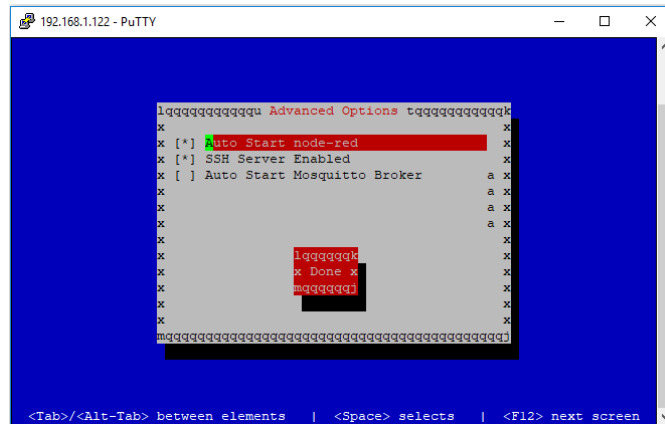 192.168.1.122 - PuTTY
lqqqqqqqqqqqu Advanced Options tqqqqqqqqqqqk
x x
x [*] Auto Start node-red x
x [*] SSH Server Enabled x
x [ ] Auto Start Mosquitto Broker a x
x a x
x a x
x a x
x x
x lqqqqqqk x
x x Done x x
x mqqqqqqj x
x x
x x
mqqqqqqqqqqqqqqqqqqqqqqqqqqqqqqqqqqqqqqqqj
<Tab>/<Alt-Tab> between elements | <Space> selects | <F12> next screen